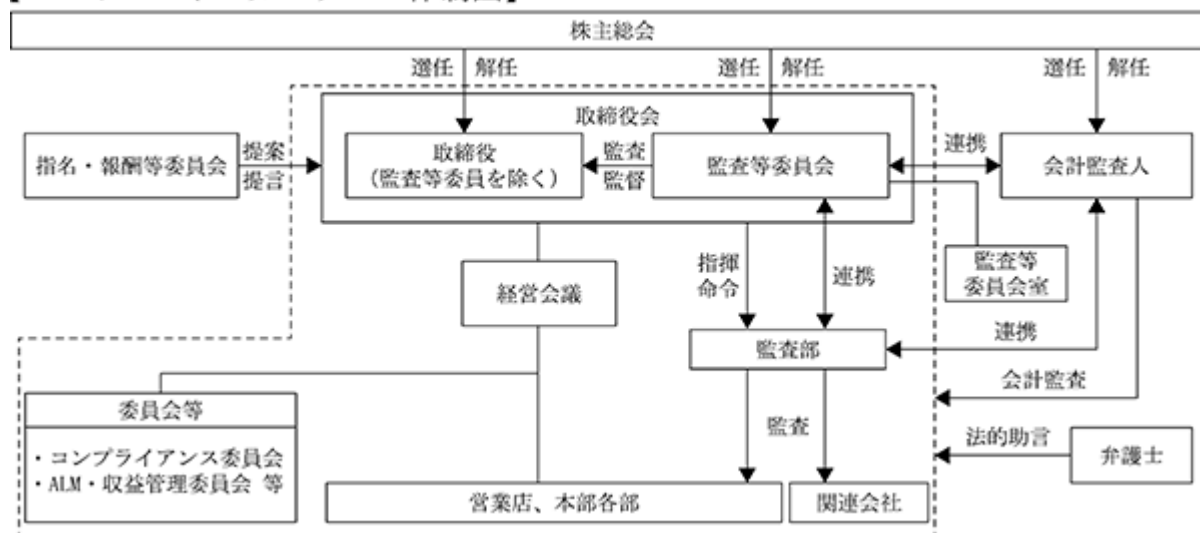 株主総会
選任 解任
選任 解任
選任 解任
取締役会
指名・報酬等委員会
提案
提言
取締役
（監査等委員を除く）
監査
監督
監査等委員会
連携
会計監査人
経営会議
指揮
命令
連携
監査等
委員会室
監査部
連携
会計監査
委員会等
・コンプライアンス委員会
・ALM・収益管理委員会 等
監査
法的助言
弁護士
営業店、本部各部
関連会社